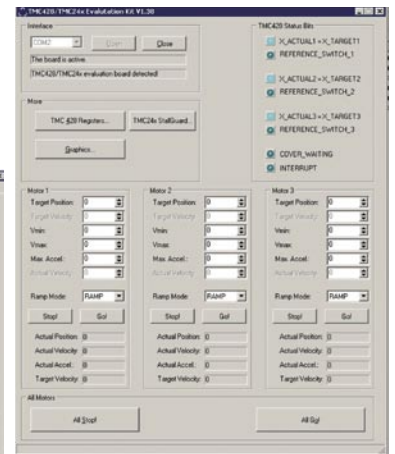 TMC428/TMC24x Evalutation Kit V1.30
Interface
COM2
Open
Close
The board is active.
TMC428/TMC24x evaluation board detected!
More
TMC 428 Registers...
TMC24x StallGuard...
Graphics...
TMC428 Status Bits
X_ACTUAL1=X_TARGET1
REFERENCE_SWITCH_1
X_ACTUAL2=X_TARGET2
REFERENCE_SWITCH_2
X_ACTUAL3=X_TARGET3
REFERENCE_SWITCH_3
COVER_WAITING
INTERRUPT
Motor 1
Target Position: 0
Target Velocity: 0
Vmin: 0
Vmax: 0
Max. Accel.: 0
Actual Velocity: 0
Ramp Mode: RAMP
Stop!
Go!
Actual Position: 0
Actual Velocity: 0
Actual Accel.: 0
Target Velocity: 0
Motor 2
Target Position: 0
Target Velocity: 0
Vmin: 0
Vmax: 0
Max. Accel.: 0
Actual Velocity: 0
Ramp Mode: RAMP
Stop!
Go!
Actual Position: 0
Actual Velocity: 0
Actual Accel.: 0
Target Velocity: 0
Motor 3
Target Position: 0
Target Velocity: 0
Vmin: 0
Vmax: 0
Max. Accel.: 0
Actual Velocity: 0
Ramp Mode: RAMP
Stop!
Go!
Actual Position: 0
Actual Velocity: 0
Actual Accel.: 0
Target Velocity: 0
All Motors
All Stop!
All Go!